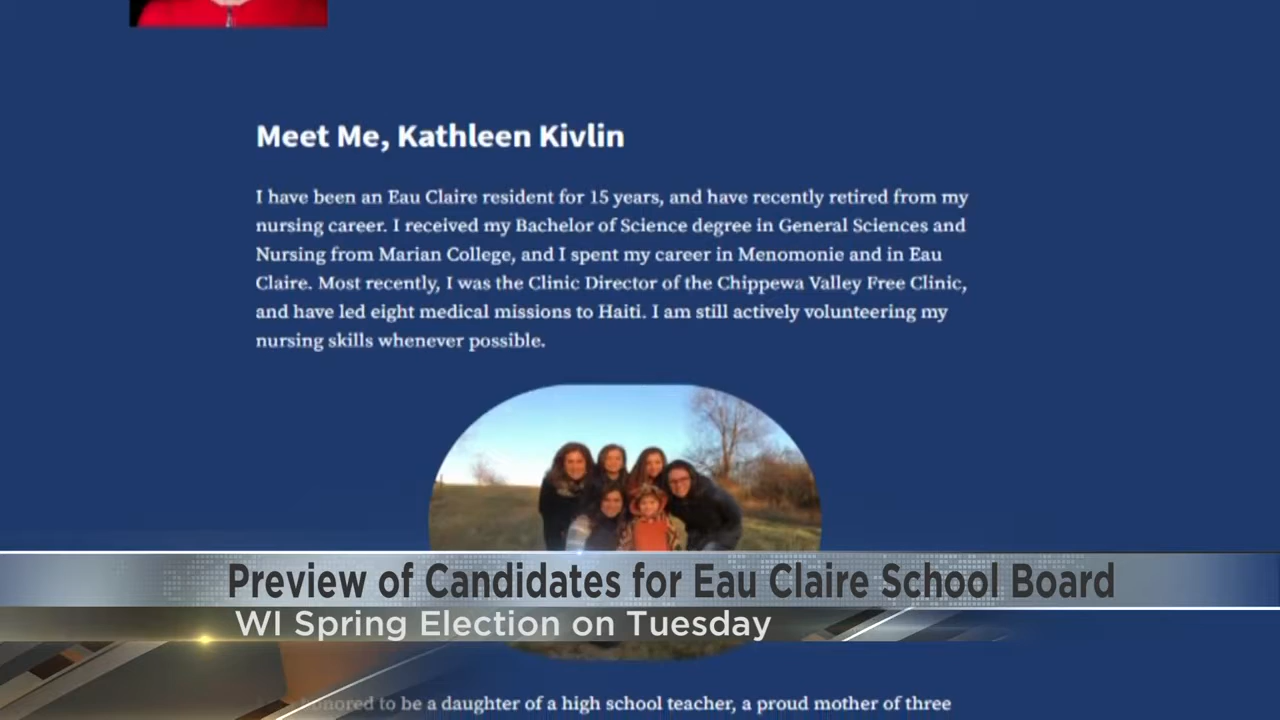 Meet Me, Kathleen Kivlin
I have been an Eau Claire resident for 15 years, and have recently retired from my
nursing career. I received my Bachelor of Science degree in General Sciences and
Nursing from Marian College, and I spent my career in Menomonie and in Eau
Claire. Most recently, I was the Clinic Director of the Chippewa Valley Free Clinic,
and have led eight medical missions to Haiti. I am still actively volunteering my
nursing skills whenever possible.
Preview of Candidates for Eau Claire School Board
WI Spring Election on Tuesday
to be a daughter of a high school teacher, a proud mother of three